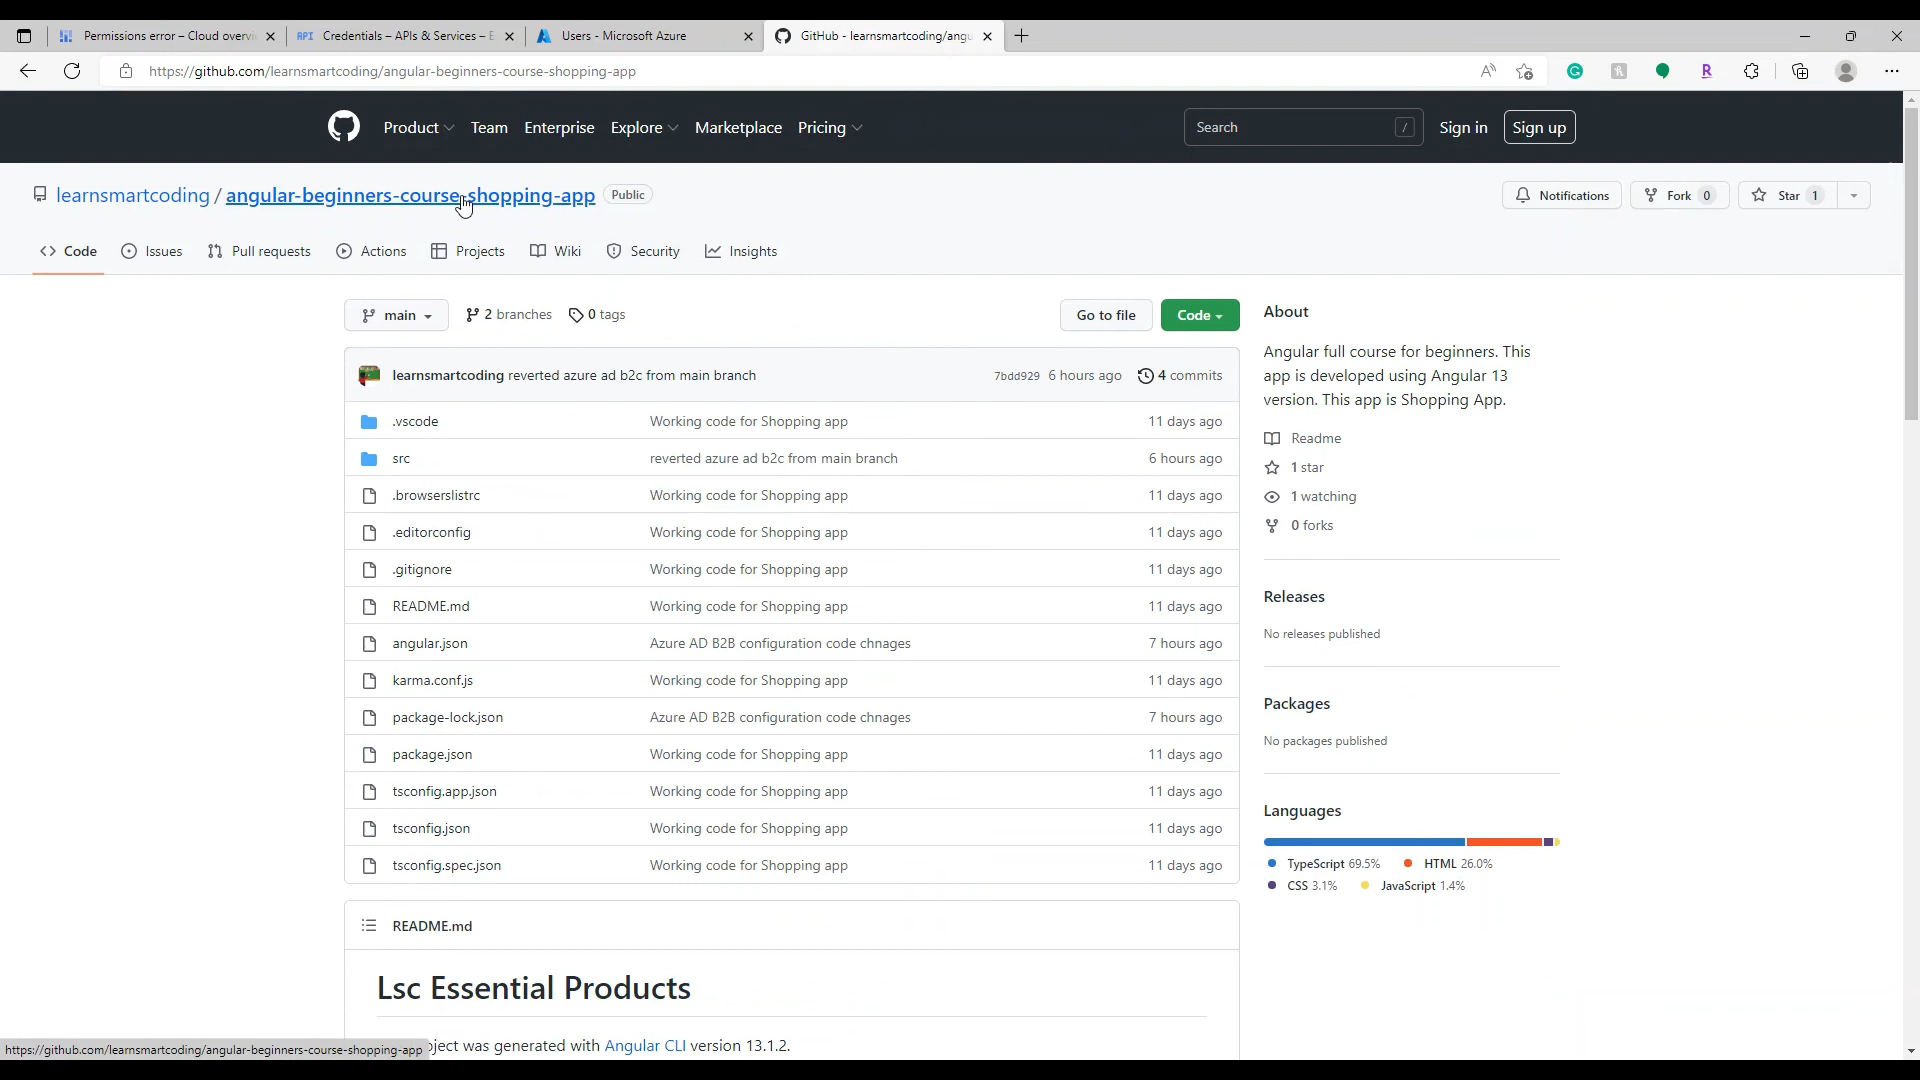 Permissions error – Cloud overvi
API Credentials – APIs & Services – E
Users - Microsoft Azure
GitHub - learnsmartcoding/angu
https://github.com/learnsmartcoding/angular-beginners-course-shopping-app
Product Team Enterprise Explore Marketplace Pricing Search / Sign in Sign up
learnsmartcoding / angular-beginners-course-shopping-app Public
Notifications Fork 0 Star 1
Code Issues Pull requests Actions Projects Wiki Security Insights
main 2 branches 0 tags Go to file Code
learnsmartcoding reverted azure ad b2c from main branch 7bdd929 6 hours ago 4 commits
.vscode Working code for Shopping app 11 days ago
src reverted azure ad b2c from main branch 6 hours ago
.browserslistrc Working code for Shopping app 11 days ago
.editorconfig Working code for Shopping app 11 days ago
.gitignore Working code for Shopping app 11 days ago
README.md Working code for Shopping app 11 days ago
angular.json Azure AD B2B configuration code chnages 7 hours ago
karma.conf.js Working code for Shopping app 11 days ago
package-lock.json Azure AD B2B configuration code chnages 7 hours ago
package.json Working code for Shopping app 11 days ago
tsconfig.app.json Working code for Shopping app 11 days ago
tsconfig.json Working code for Shopping app 11 days ago
tsconfig.spec.json Working code for Shopping app 11 days ago
README.md
Lsc Essential Products
oject was generated with Angular CLI version 13.1.2.
About
Angular full course for beginners. This
app is developed using Angular 13
version. This app is Shopping App.
Readme
1 star
1 watching
0 forks
Releases
No releases published
Packages
No packages published
Languages
TypeScript 69.5% HTML 26.0%
CSS 3.1% JavaScript 1.4%
https://github.com/learnsmartcoding/angular-beginners-course-shopping-app